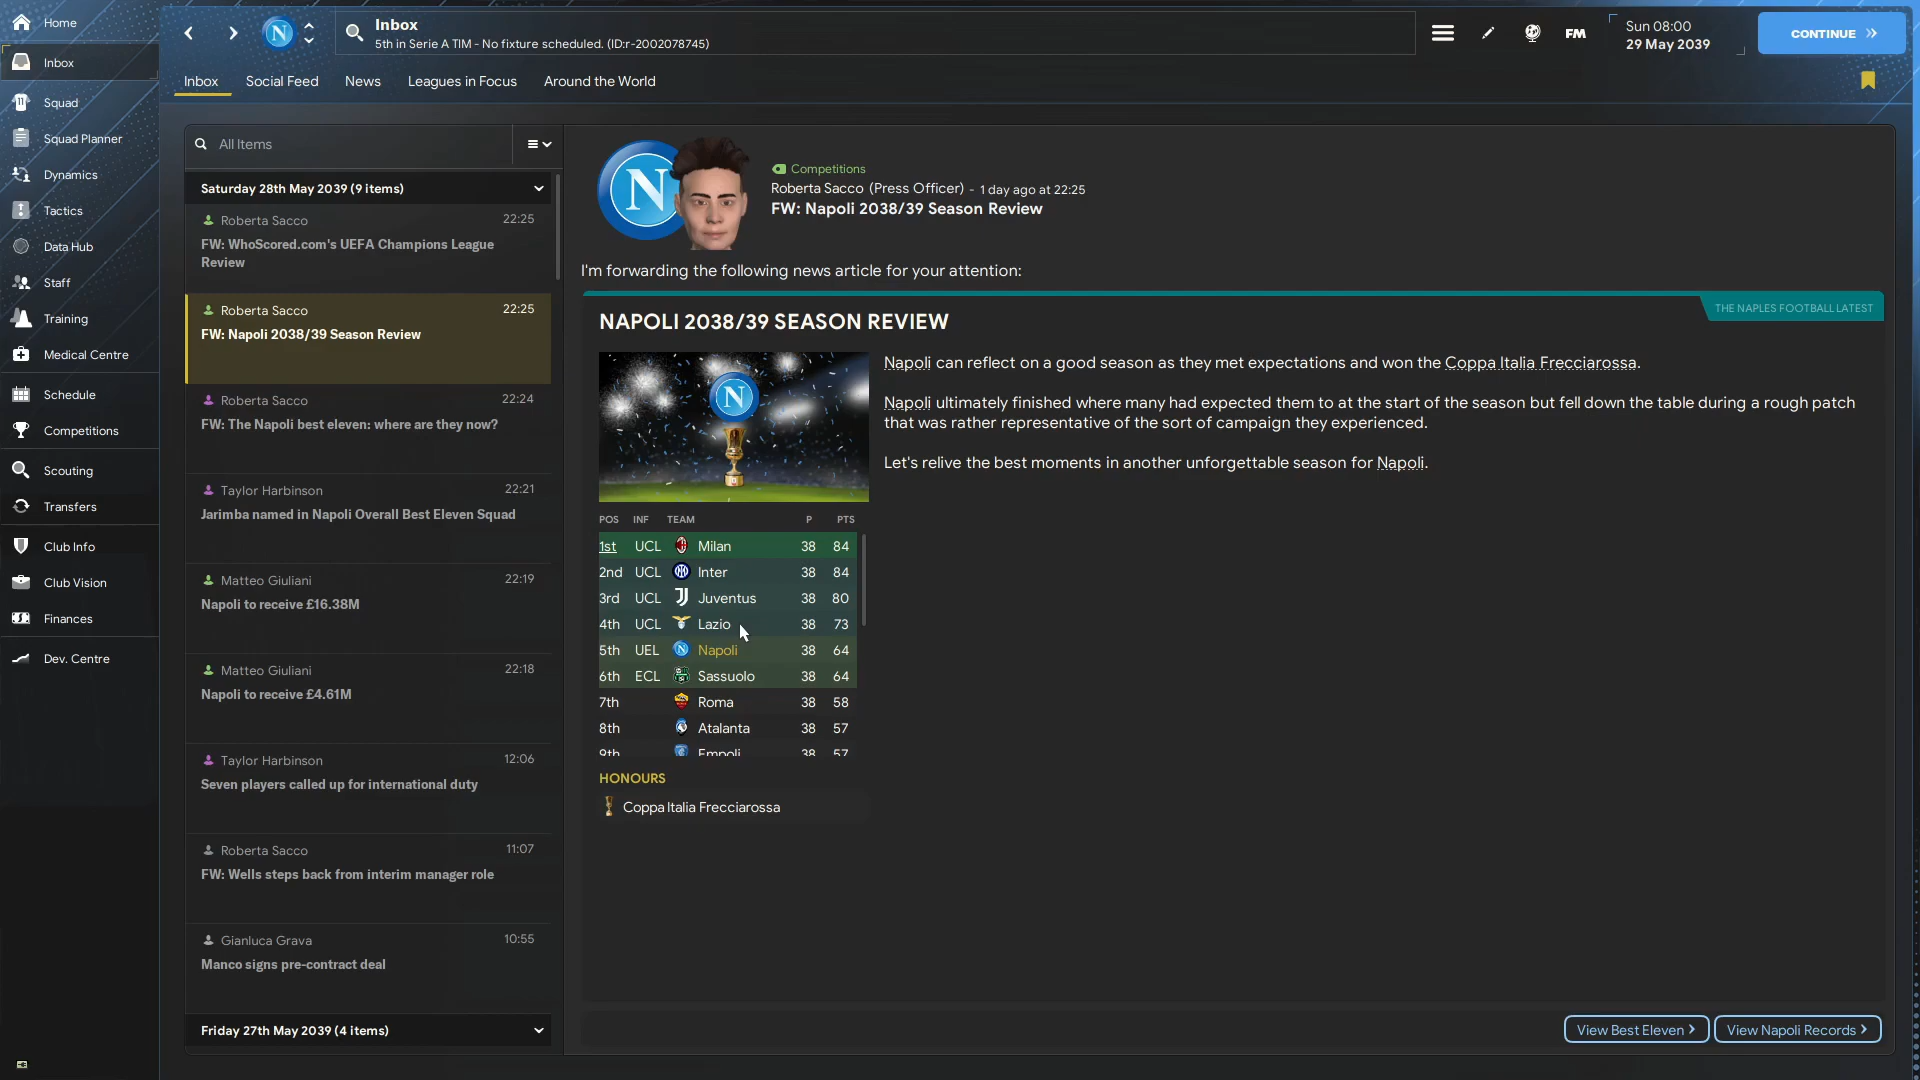 Home
Inbox
Squad
Squad Planner
Dynamics
Tactics
Data Hub
Staff
Training
Medical Centre
Schedule
Competitions
Scouting
Transfers
Club Info
Club Vision
Finances
Dev. Centre
N
Inbox
5th in Serie A TIM - No fixture scheduled. (ID:r-2002078745)
FM
Sun 08:00
29 May 2039
CONTINUE
Inbox Social Feed News Leagues in Focus Around the World
All Items
Saturday 28th May 2039 (9 items)
Roberta Sacco 22:25
FW: WhoScored.com's UEFA Champions League
Review
Roberta Sacco 22:25
FW: Napoli 2038/39 Season Review
Roberta Sacco 22:24
FW: The Napoli best eleven: where are they now?
Taylor Harbinson 22:21
Jarimba named in Napoli Overall Best Eleven Squad
Matteo Giuliani 22:19
Napoli to receive £16.38M
Matteo Giuliani 22:18
Napoli to receive £4.61M
Taylor Harbinson 12:06
Seven players called up for international duty
Roberta Sacco 11:07
FW: Wells steps back from interim manager role
Gianluca Grava 10:55
Manco signs pre-contract deal
Friday 27th May 2039 (4 items)
N
Competitions
Roberta Sacco (Press Officer) - 1 day ago at 22:25
FW: Napoli 2038/39 Season Review
I'm forwarding the following news article for your attention:
THE NAPLES FOOTBALL LATEST
NAPOLI 2038/39 SEASON REVIEW
N
Napoli can reflect on a good season as they met expectations and won the Coppa Italia Frecciarossa.
Napoli ultimately finished where many had expected them to at the start of the season but fell down the table during a rough patch
that was rather representative of the sort of campaign they experienced.
Let's relive the best moments in another unforgettable season for Napoli.
POS INF TEAM P PTS
1st UCL Milan 38 84
2nd UCL Inter 38 84
3rd UCL Juventus 38 80
4th UCL Lazio 38 73
5th UEL Napoli 38 64
6th ECL Sassuolo 38 64
7th Roma 38 58
8th Atalanta 38 57
9th Empoli 38 57
HONOURS
Coppa Italia Frecciarossa
View Best Eleven
View Napoli Records